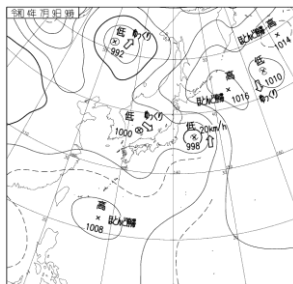 ほとんど停滞
1014
低 ゆっくり
992
低
1010
ゆっくり
高
ほとんど停滞 1016
低 ゆっくり
1000
低 20km/h
998
高 ほとんど停滞
1008